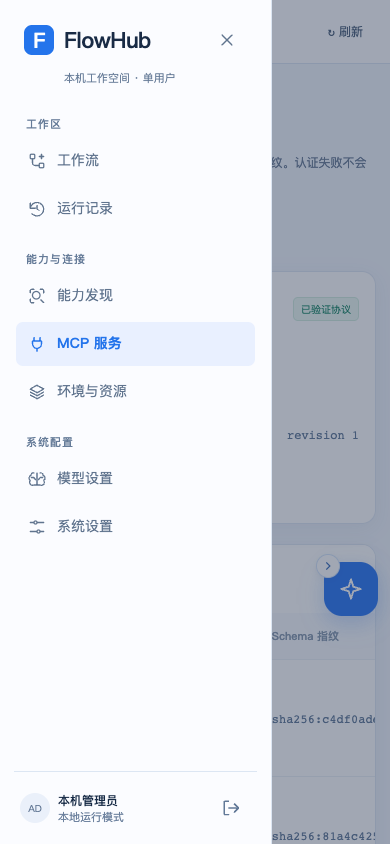 F FlowHub
本机工作空间 · 单用户
工作区
工作流
运行记录
能力与连接
能力发现
MCP 服务
环境与资源
系统配置
模型设置
系统设置
AD
本机管理员
本地运行模式
↻ 刷新
纹。认证失败不会
已验证协议
revision 1
Schema 指纹
sha256:c4df0ad
sha256:81a4c42